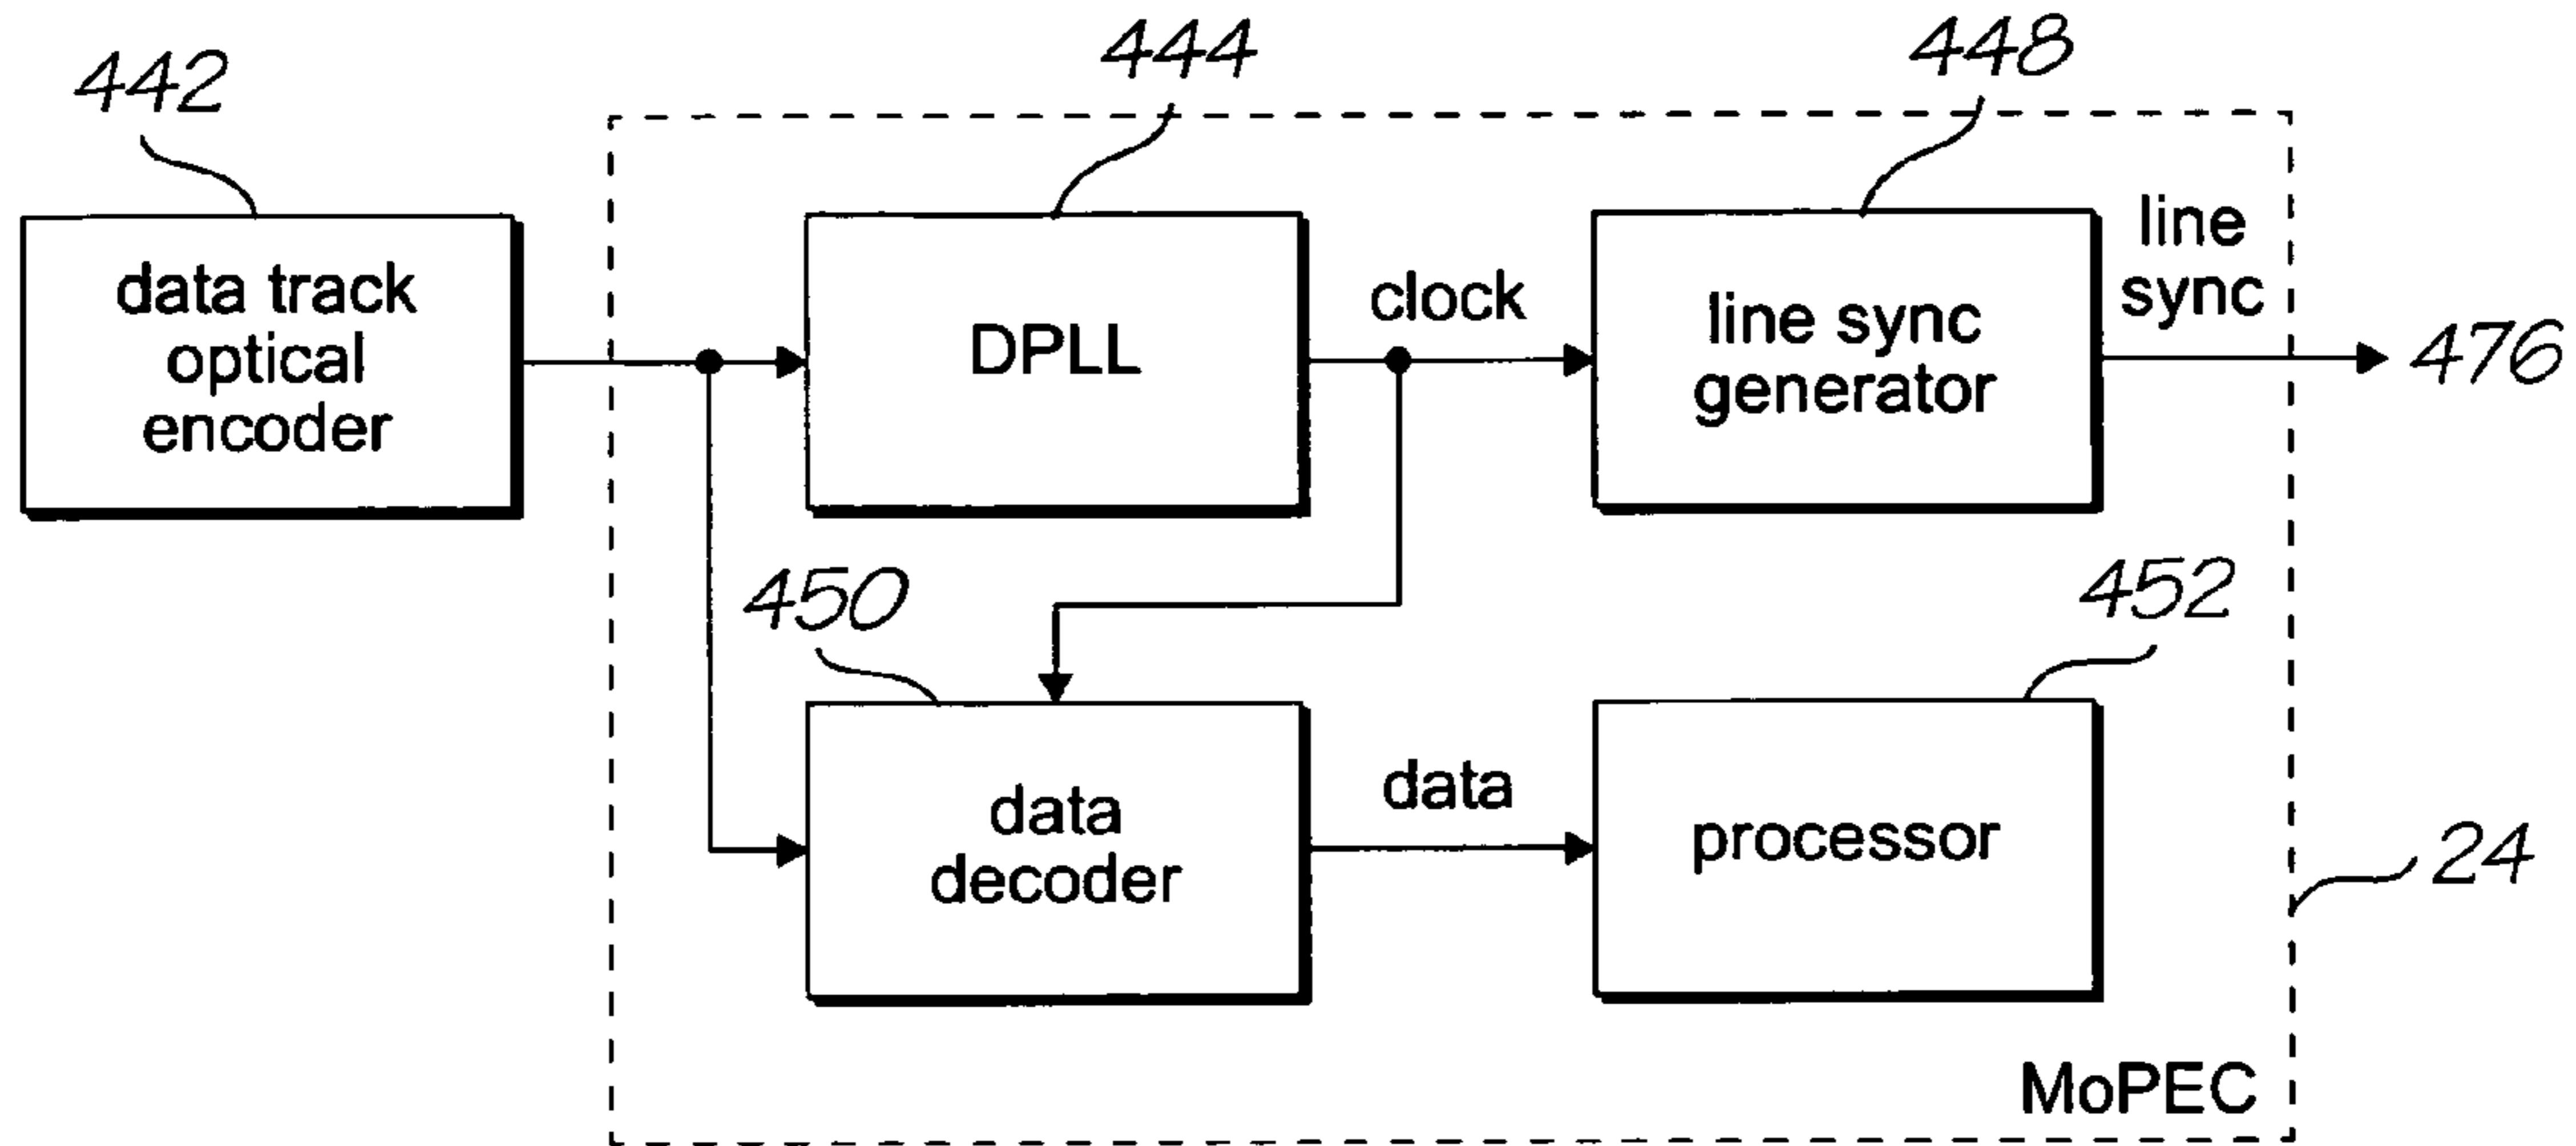 442
444
448
data track
optical
encoder
DPLL
clock
line sync
generator
line
sync
476
450
452
data
decoder
data
processor
24
MoPEC